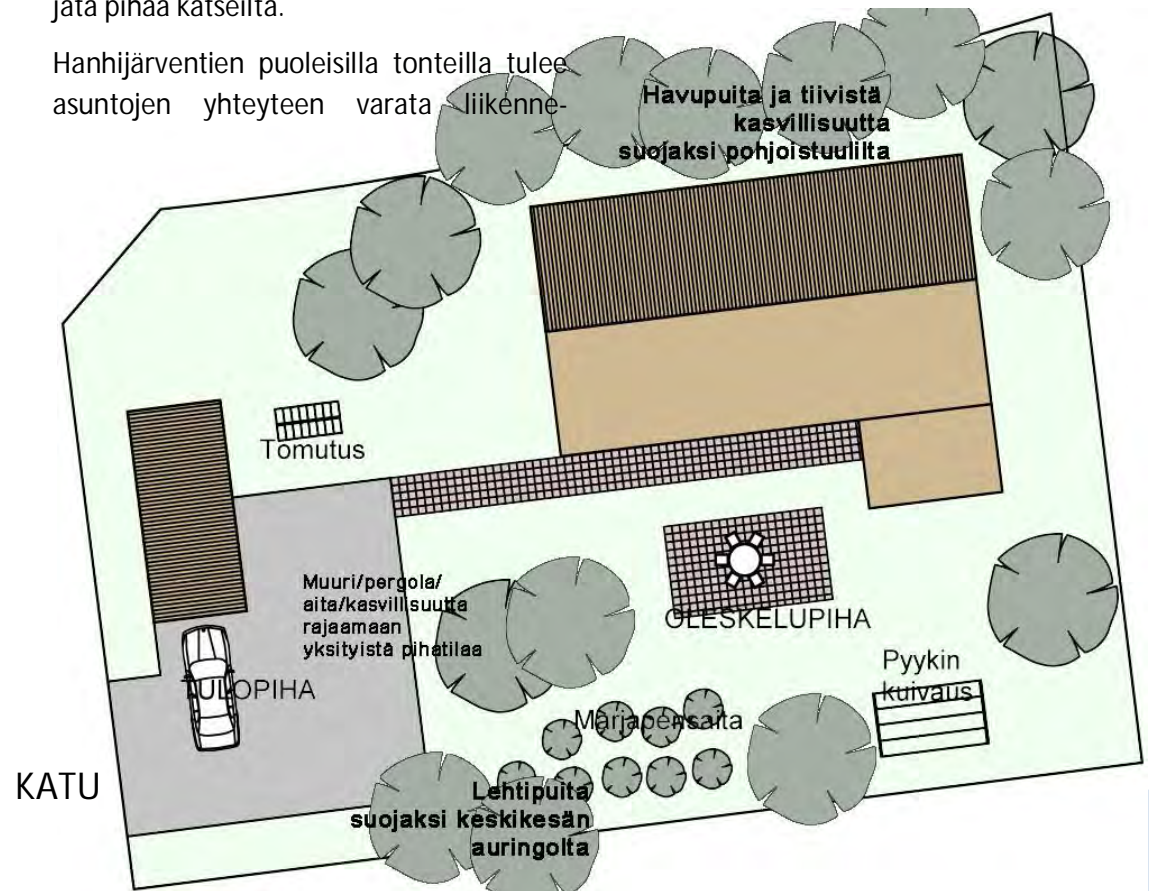 jata pihaa katseilta.
Hanhijärventien puoleisilla tonteilla tulee
asuntojen yhteyteen varata liikenne-
Havupuita ja tiivistä
kasvillisuutta
suojaksi pohjoistuulilta
Tomutus
Muuri/pergola/
aita/kasvillisuutta
rajaamaan
yksityistä pihatilaa
OLESKELUPIHA
Pyykin
kuivaus
TULOPIHA
Marjapensaita
KATU
Lehtipuita
suojaksi keskikesän
auringolta